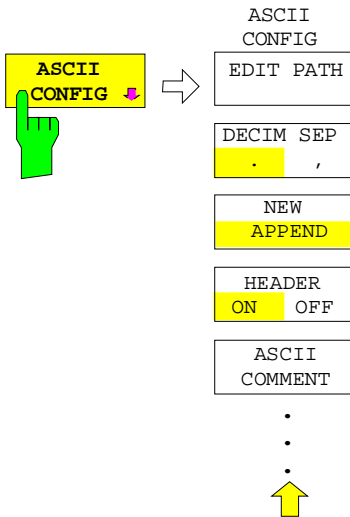 ASCII
CONFIG
ASCII
CONFIG
EDIT PATH
DECIM SEP
. ,
NEW
APPEND
HEADER
ON OFF
ASCII
COMMENT
.
.
.